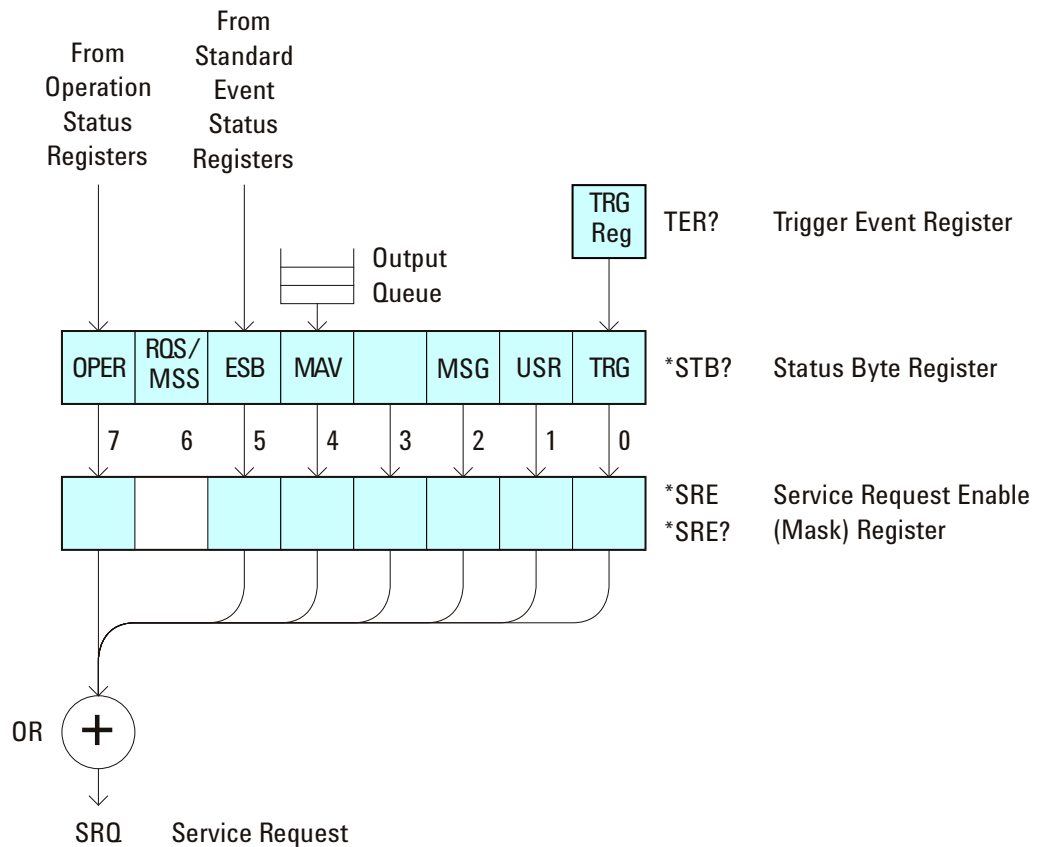 From
Operation
Status
Registers
From
Standard
Event
Status
Registers
TRG
Reg
TER? Trigger Event Register
Output
Queue
OPER RQS/ MSS ESB MAV MSG USR TRG *STB? Status Byte Register
7 6 5 4 3 2 1 0
*SRE Service Request Enable
*SRE? (Mask) Register
OR +
SRQ Service Request